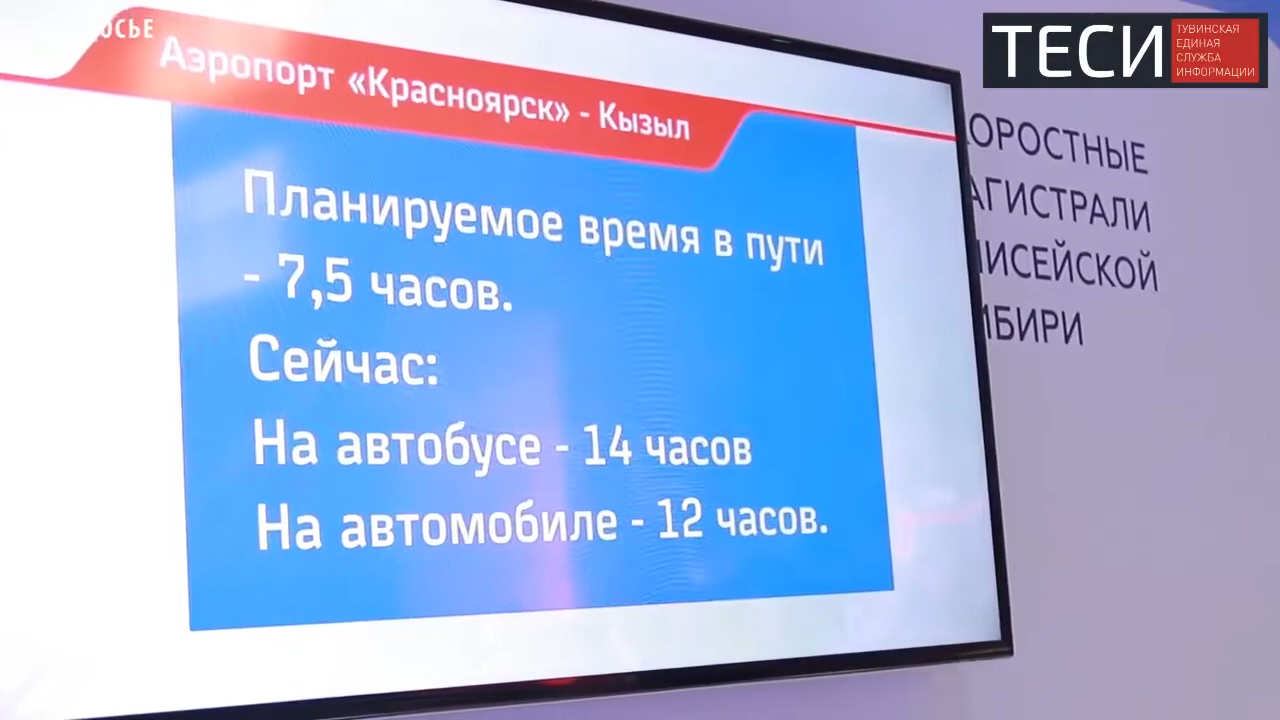 Аэропорт «Красноярск» - Кызыл
Планируемое время в пути
- 7,5 часов.
Сейчас:
На автобусе - 14 часов
На автомобиле - 12 часов.
ТЕСИ
ТУВИНСКАЯ
ЕДИНАЯ
СЛУЖБА
ИНФОРМАЦИИ
ОРОСТНЫЕ
АГИСТРАЛИ
ИСЕЙСКОЙ
ИБИРИ